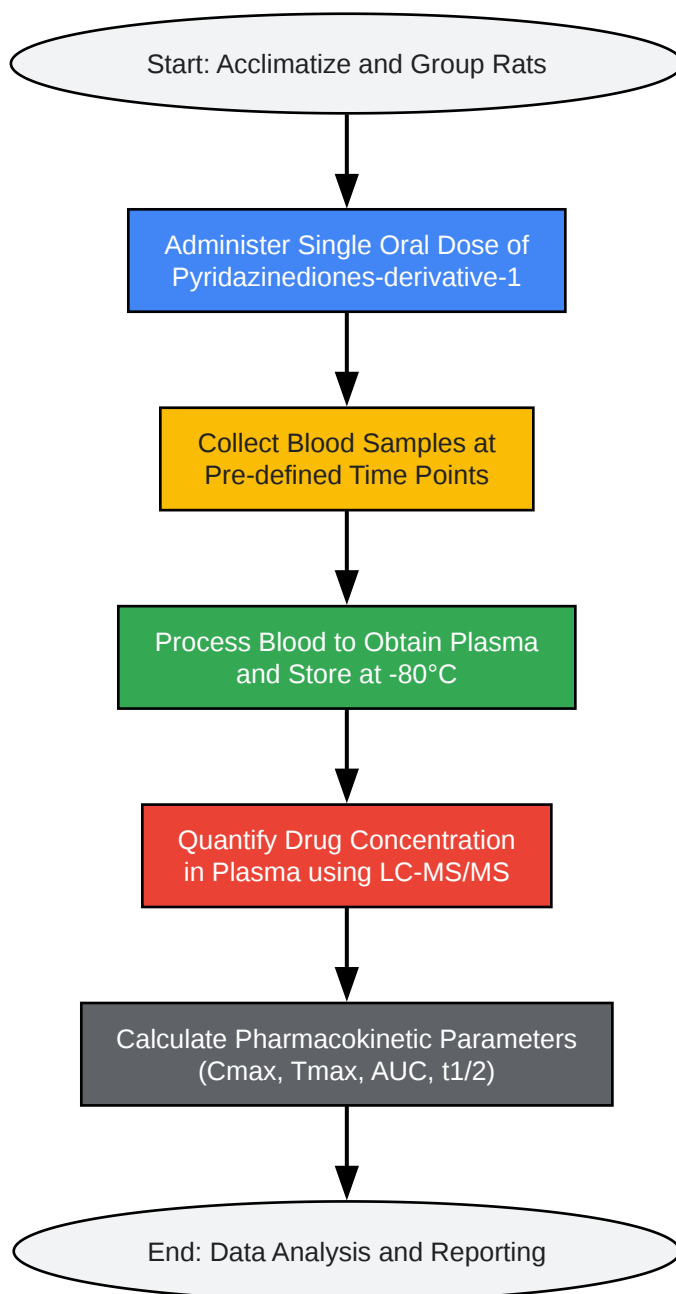 Start: Acclimatize and Group Rats
Administer Single Oral Dose of
Pyridazinediones-derivative-1
Collect Blood Samples at
Pre-defined Time Points
Process Blood to Obtain Plasma
and Store at -80°C
Quantify Drug Concentration
in Plasma using LC-MS/MS
Calculate Pharmacokinetic Parameters
(Cmax, Tmax, AUC, t1/2)
End: Data Analysis and Reporting